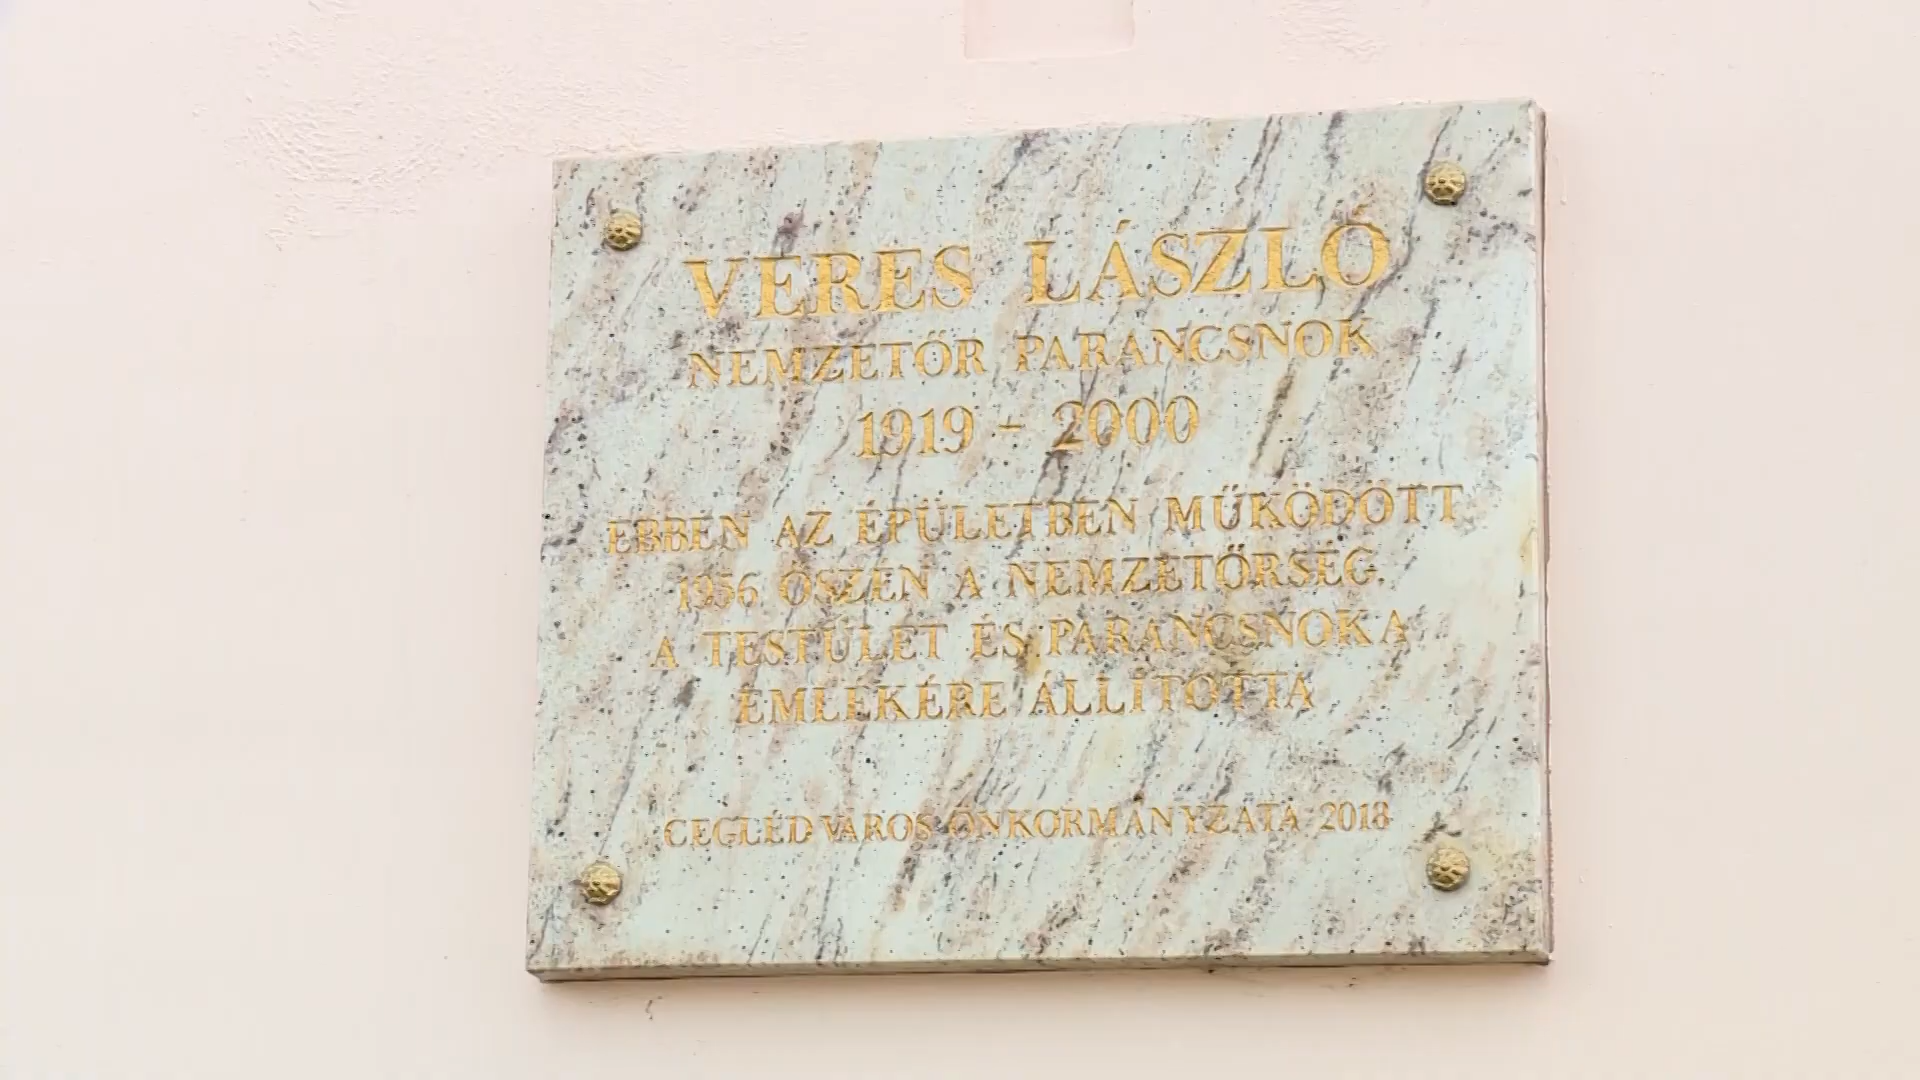 VERES LÁSZLÓ
NEMZETŐR PARANCSNOK
1919 - 2000
EBBEN AZ ÉPÜLETBEN MŰKÖDÖTT
1956 ŐSZÉN A NEMZETŐRSÉG.
A TESTÜLET ÉS PARANCSNOKA
EMLÉKÉRE ÁLLÍTOTTA
CEGLÉD VÁROS ÖNKORMÁNYZATA 2018